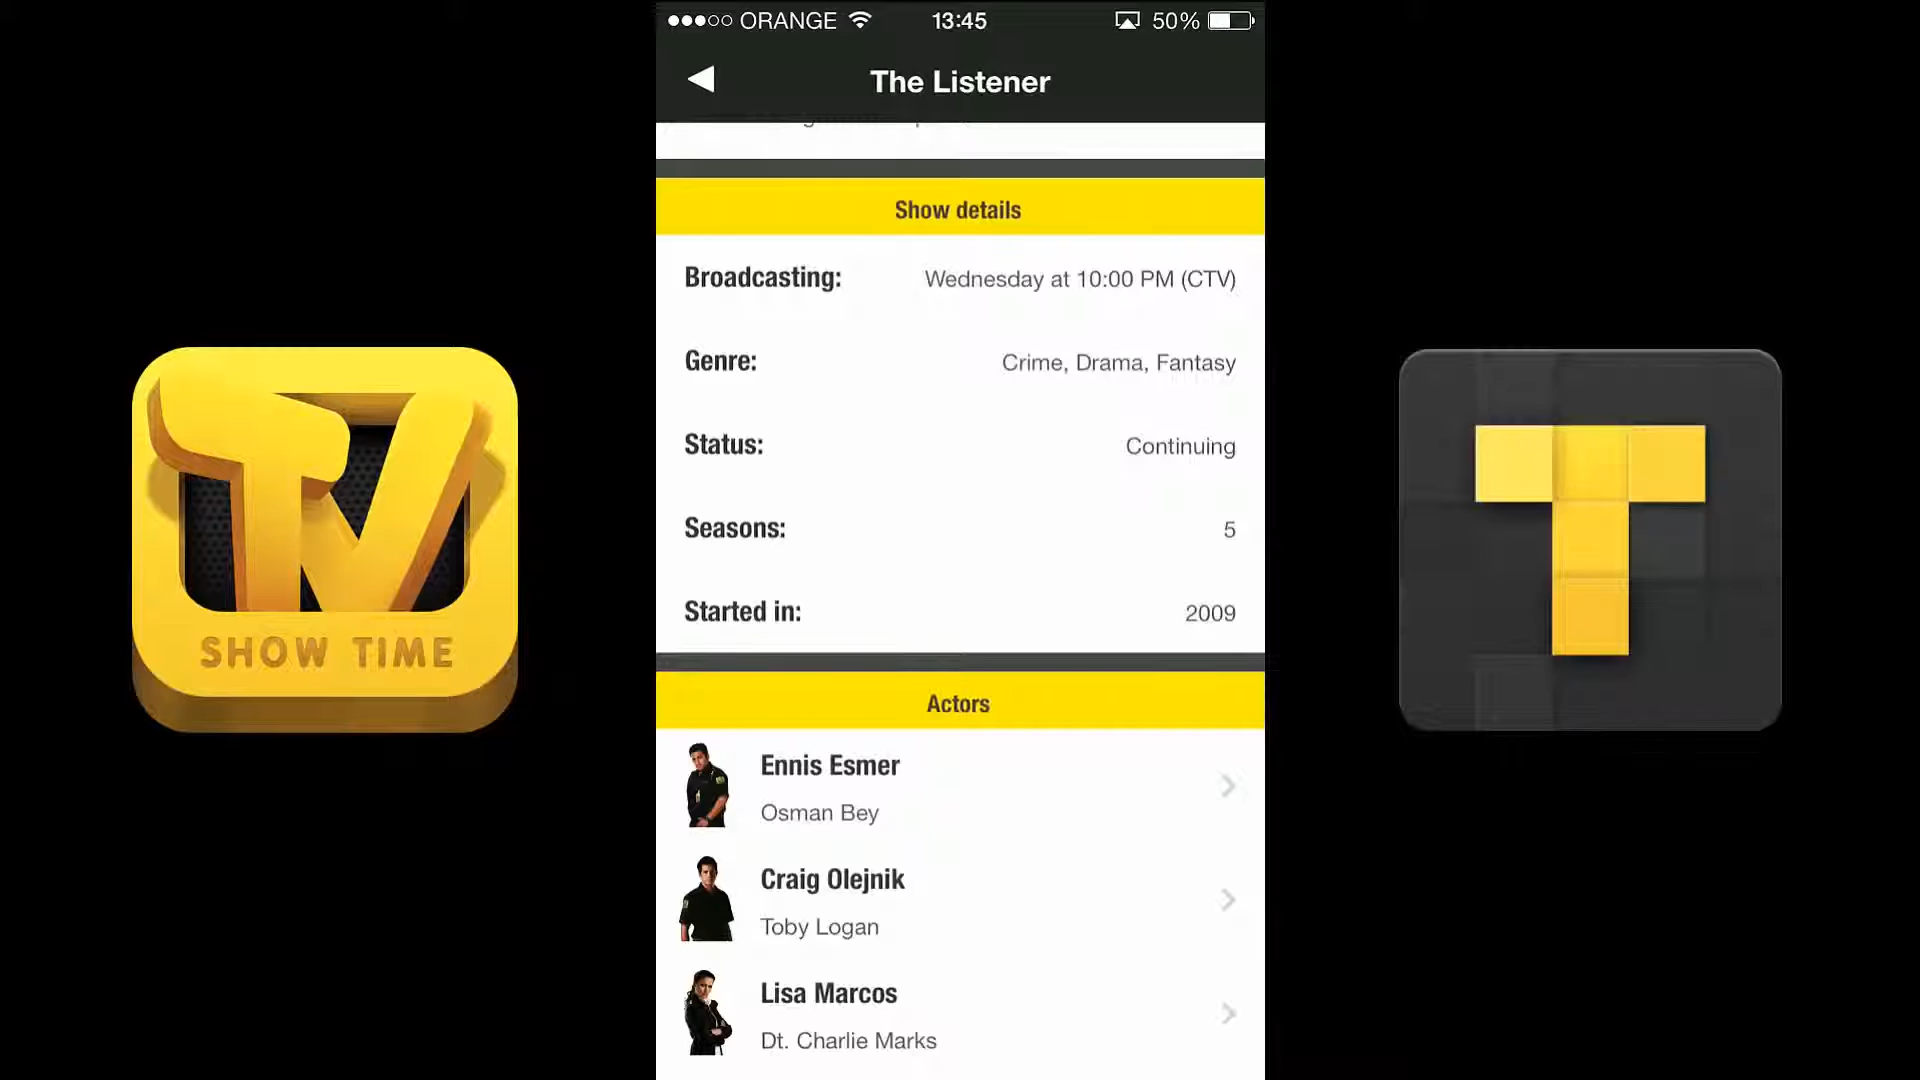 ORANGE 13:45 50%
The Listener
Show details
Broadcasting: Wednesday at 10:00 PM (CTV)
Genre: Crime, Drama, Fantasy
Status: Continuing
Seasons: 5
Started in: 2009
Actors
Ennis Esmer
Osman Bey
Craig Olejnik
Toby Logan
Lisa Marcos
Dt. Charlie Marks
TV
SHOW TIME
T